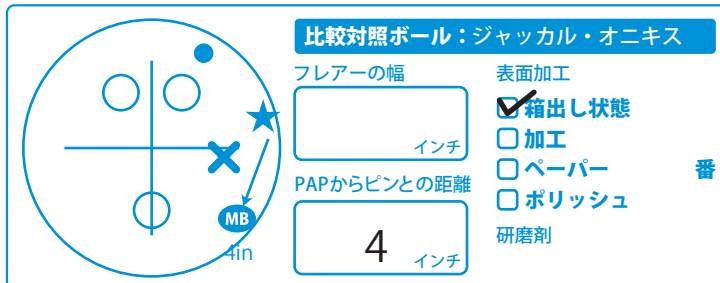 比較対照ボール：ジャッカル・オニキス
フレアーの幅
インチ
PAPからピンとの距離
4
インチ
表面加工
箱出し状態
加工
ペーパー 番
ポリッシュ
研磨剤
MB
4in